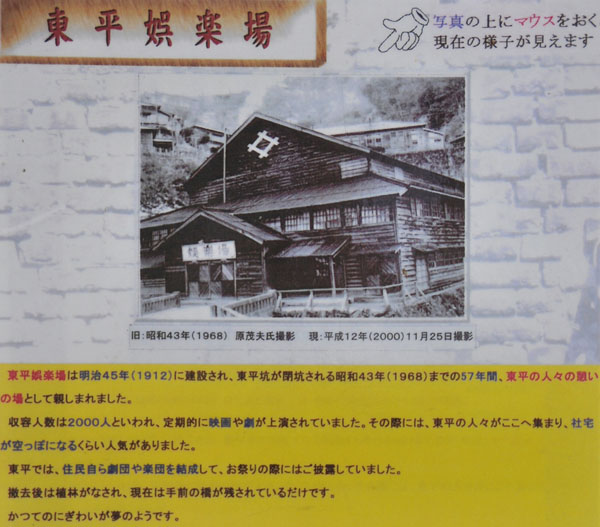 東平娯楽場
写真の上にマウスをおく
現在の様子が見えます
娯楽場
旧:昭和43年(1968) 原茂夫氏撮影 現:平成12年(2000)11月25日撮影
東平娯楽場は明治45年(1912)に建設され、東平坑が閉坑される昭和43年(1968)までの57年間、東平の人々の憩い
の場として親しまれました。
収容人数は2000人といわれ、定期的に映画や劇が上演されていました。その際には、東平の人々がここへ集まり、社宅
が空っぽになるくらい人気がありました。
東平では、住民自ら劇団や楽団を結成して、お祭りの際にはご披露していました。
撤去後は植林がなされ、現在は手前の橋が残されているだけです。
かつてのにぎわいが夢のようです。